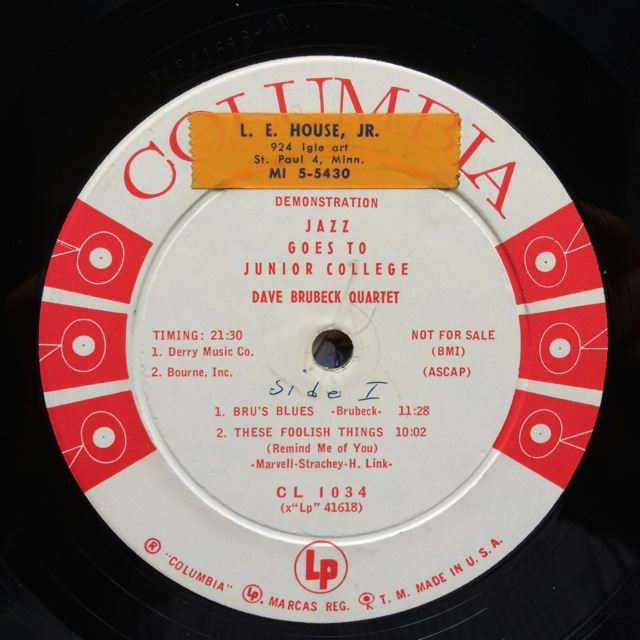 XLP41618-1D
COLUMBIA
L. E. HOUSE, JR.
924 Igle art
St. Paul 4, Minn.
MI 5-5430
DEMONSTRATION
JAZZ
GOES TO
JUNIOR COLLEGE
DAVE BRUBECK QUARTET
TIMING: 21:30
1. Derry Music Co.
2. Bourne, Inc.
NOT FOR SALE
(BMI)
(ASCAP)
Side I
1. BRU'S BLUES -Brubeck- 11:28
2. THESE FOOLISH THINGS 10:02
(Remind Me of You)
-Marvell-Strachey-H. Link-
CL 1034
(x"Lp" 41618)
Lp
® "COLUMBIA" Lp. MARCAS REG. T. M. MADE IN U. S. A.